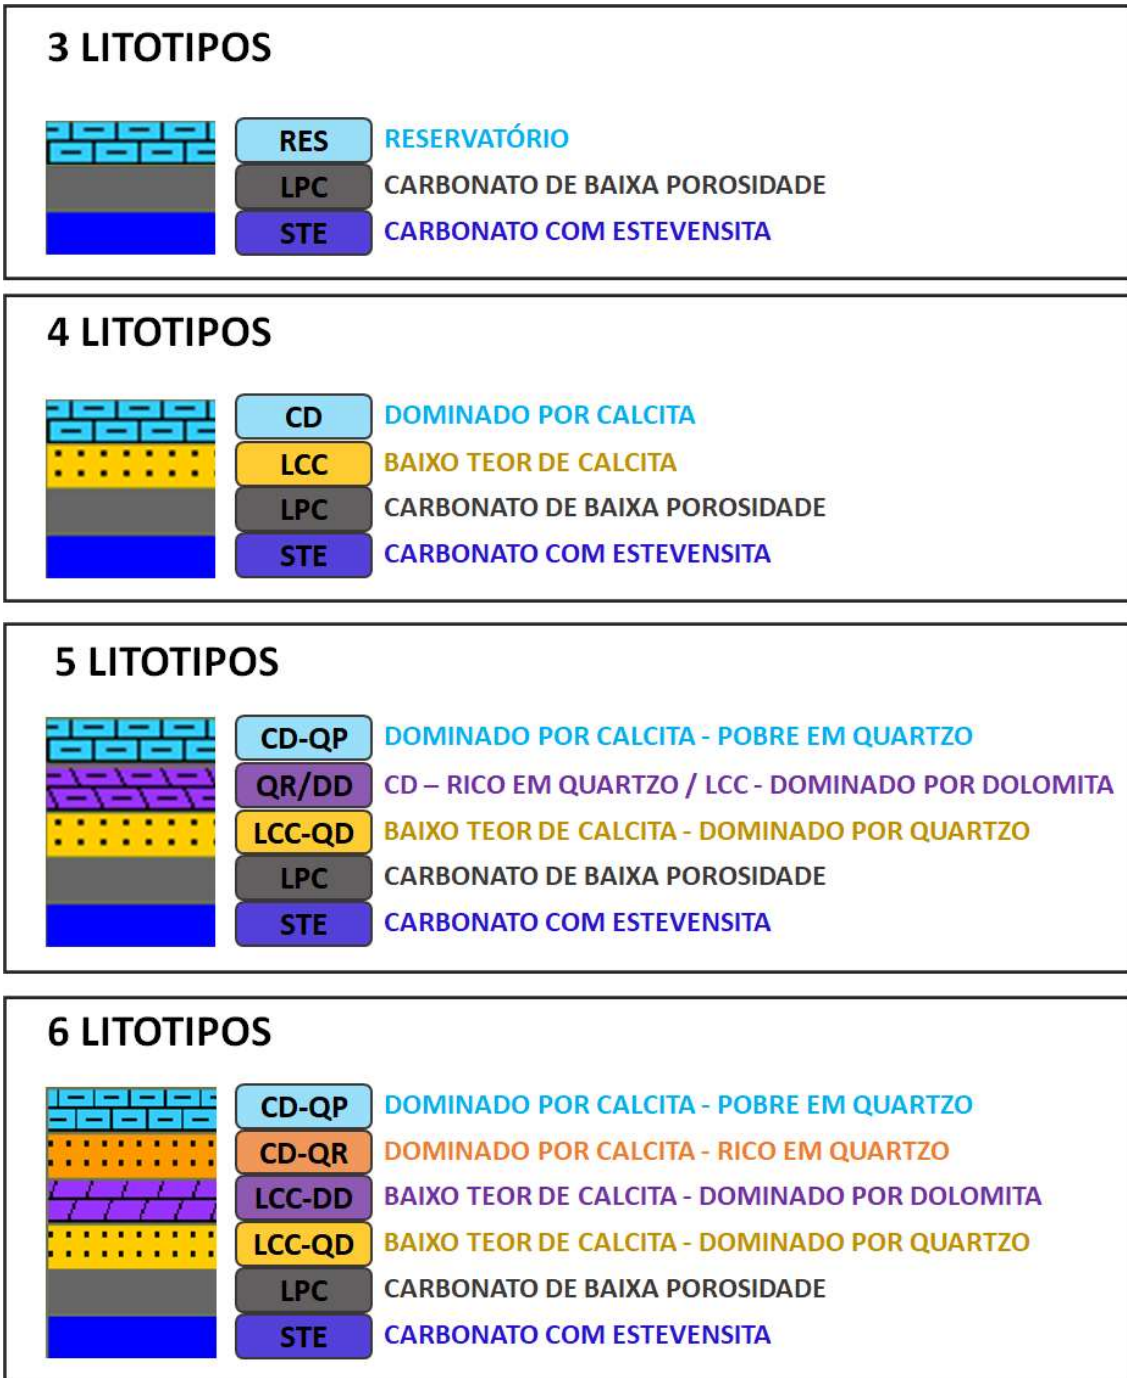 3 LITOTIPOS
RES RESERVATÓRIO
LPC CARBONATO DE BAIXA POROSIDADE
STE CARBONATO COM ESTEVENSITA
4 LITOTIPOS
CD DOMINADO POR CALCITA
LCC BAIXO TEOR DE CALCITA
LPC CARBONATO DE BAIXA POROSIDADE
STE CARBONATO COM ESTEVENSITA
5 LITOTIPOS
CD-QP DOMINADO POR CALCITA - POBRE EM QUARTZO
QR/DD CD – RICO EM QUARTZO / LCC - DOMINADO POR DOLOMITA
LCC-QD BAIXO TEOR DE CALCITA - DOMINADO POR QUARTZO
LPC CARBONATO DE BAIXA POROSIDADE
STE CARBONATO COM ESTEVENSITA
6 LITOTIPOS
CD-QP DOMINADO POR CALCITA - POBRE EM QUARTZO
CD-QR DOMINADO POR CALCITA - RICO EM QUARTZO
LCC-DD BAIXO TEOR DE CALCITA - DOMINADO POR DOLOMITA
LCC-QD BAIXO TEOR DE CALCITA - DOMINADO POR QUARTZO
LPC CARBONATO DE BAIXA POROSIDADE
STE CARBONATO COM ESTEVENSITA